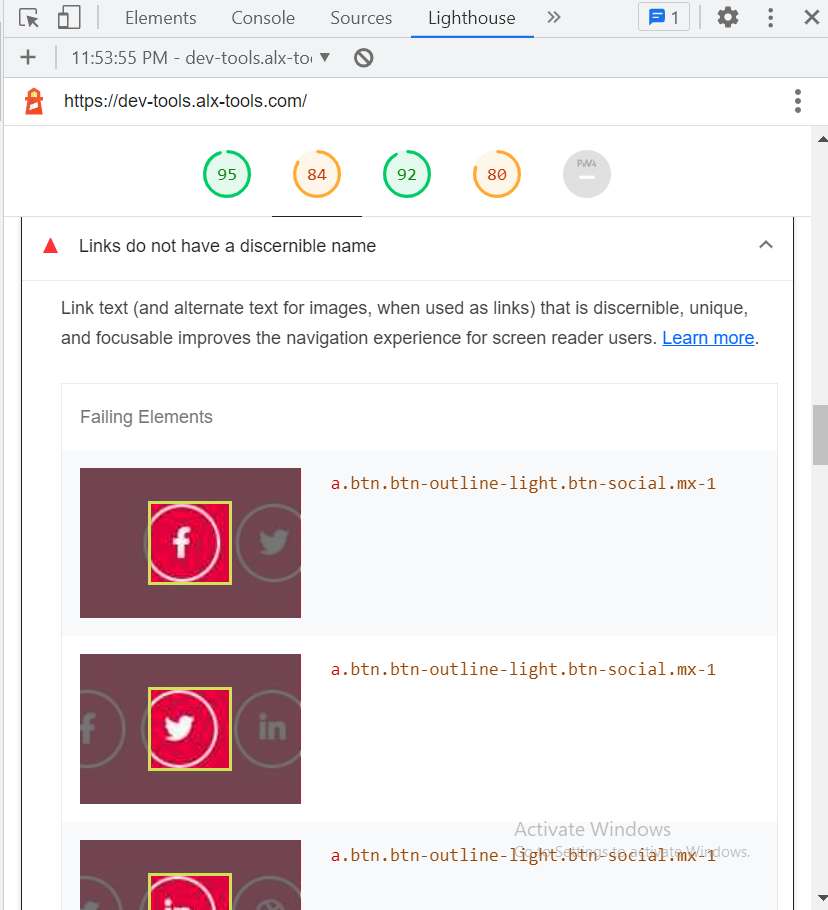 Elements Console Sources Lighthouse 1
11:53:55 PM - dev-tools.alx-to
https://dev-tools.alx-tools.com/
95 84 92 80 PWA
Links do not have a discernible name
Link text (and alternate text for images, when used as links) that is discernible, unique,
and focusable improves the navigation experience for screen reader users. Learn more.
Failing Elements
a.btn.btn-outline-light.btn-social.mx-1
a.btn.btn-outline-light.btn-social.mx-1
in
Activate Windows
Go to Settings to activate Windows.
a.btn.btn-outline-light.btn-social.mx-1
in